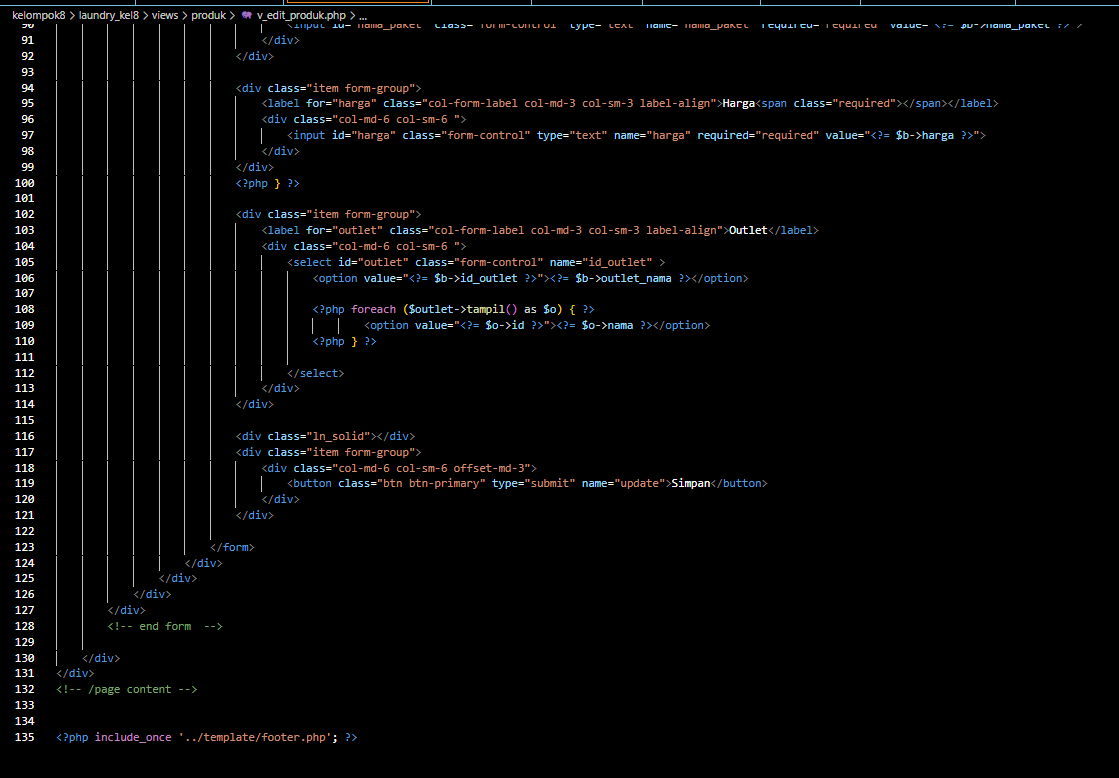 kelompok8 > laundry_kel8 > views > produk > v_edit_produk.php > ...
90 <input id="nama_paket" class="form-control" type="text" name="nama_paket" required="required" value="<?= $b->nama_paket ?>">
91 </div>
92 </div>
93
94 <div class="item form-group">
95 <label for="harga" class="col-form-label col-md-3 col-sm-3 label-align">Harga<span class="required"></span></label>
96 <div class="col-md-6 col-sm-6 ">
97 <input id="harga" class="form-control" type="text" name="harga" required="required" value="<?= $b->harga ?>">
98 </div>
99 </div>
100 <?php } ?>
101
102 <div class="item form-group">
103 <label for="outlet" class="col-form-label col-md-3 col-sm-3 label-align">Outlet</label>
104 <div class="col-md-6 col-sm-6 ">
105 <select id="outlet" class="form-control" name="id_outlet" >
106 <option value="<?= $b->id_outlet ?>"><?= $b->outlet_nama ?></option>
107
108 <?php foreach ($outlet->tampil() as $o) { ?>
109 <option value="<?= $o->id ?>"><?= $o->nama ?></option>
110 <?php } ?>
111
112 </select>
113 </div>
114 </div>
115
116 <div class="ln_solid"></div>
117 <div class="item form-group">
118 <div class="col-md-6 col-sm-6 offset-md-3">
119 <button class="btn btn-primary" type="submit" name="update">Simpan</button>
120 </div>
121 </div>
122
123 </form>
124 </div>
125 </div>
126 </div>
127 </div>
128 <!-- end form  -->
129
130 </div>
131 </div>
132 <!-- /page content -->
133
134
135 <?php include_once '../template/footer.php'; ?>